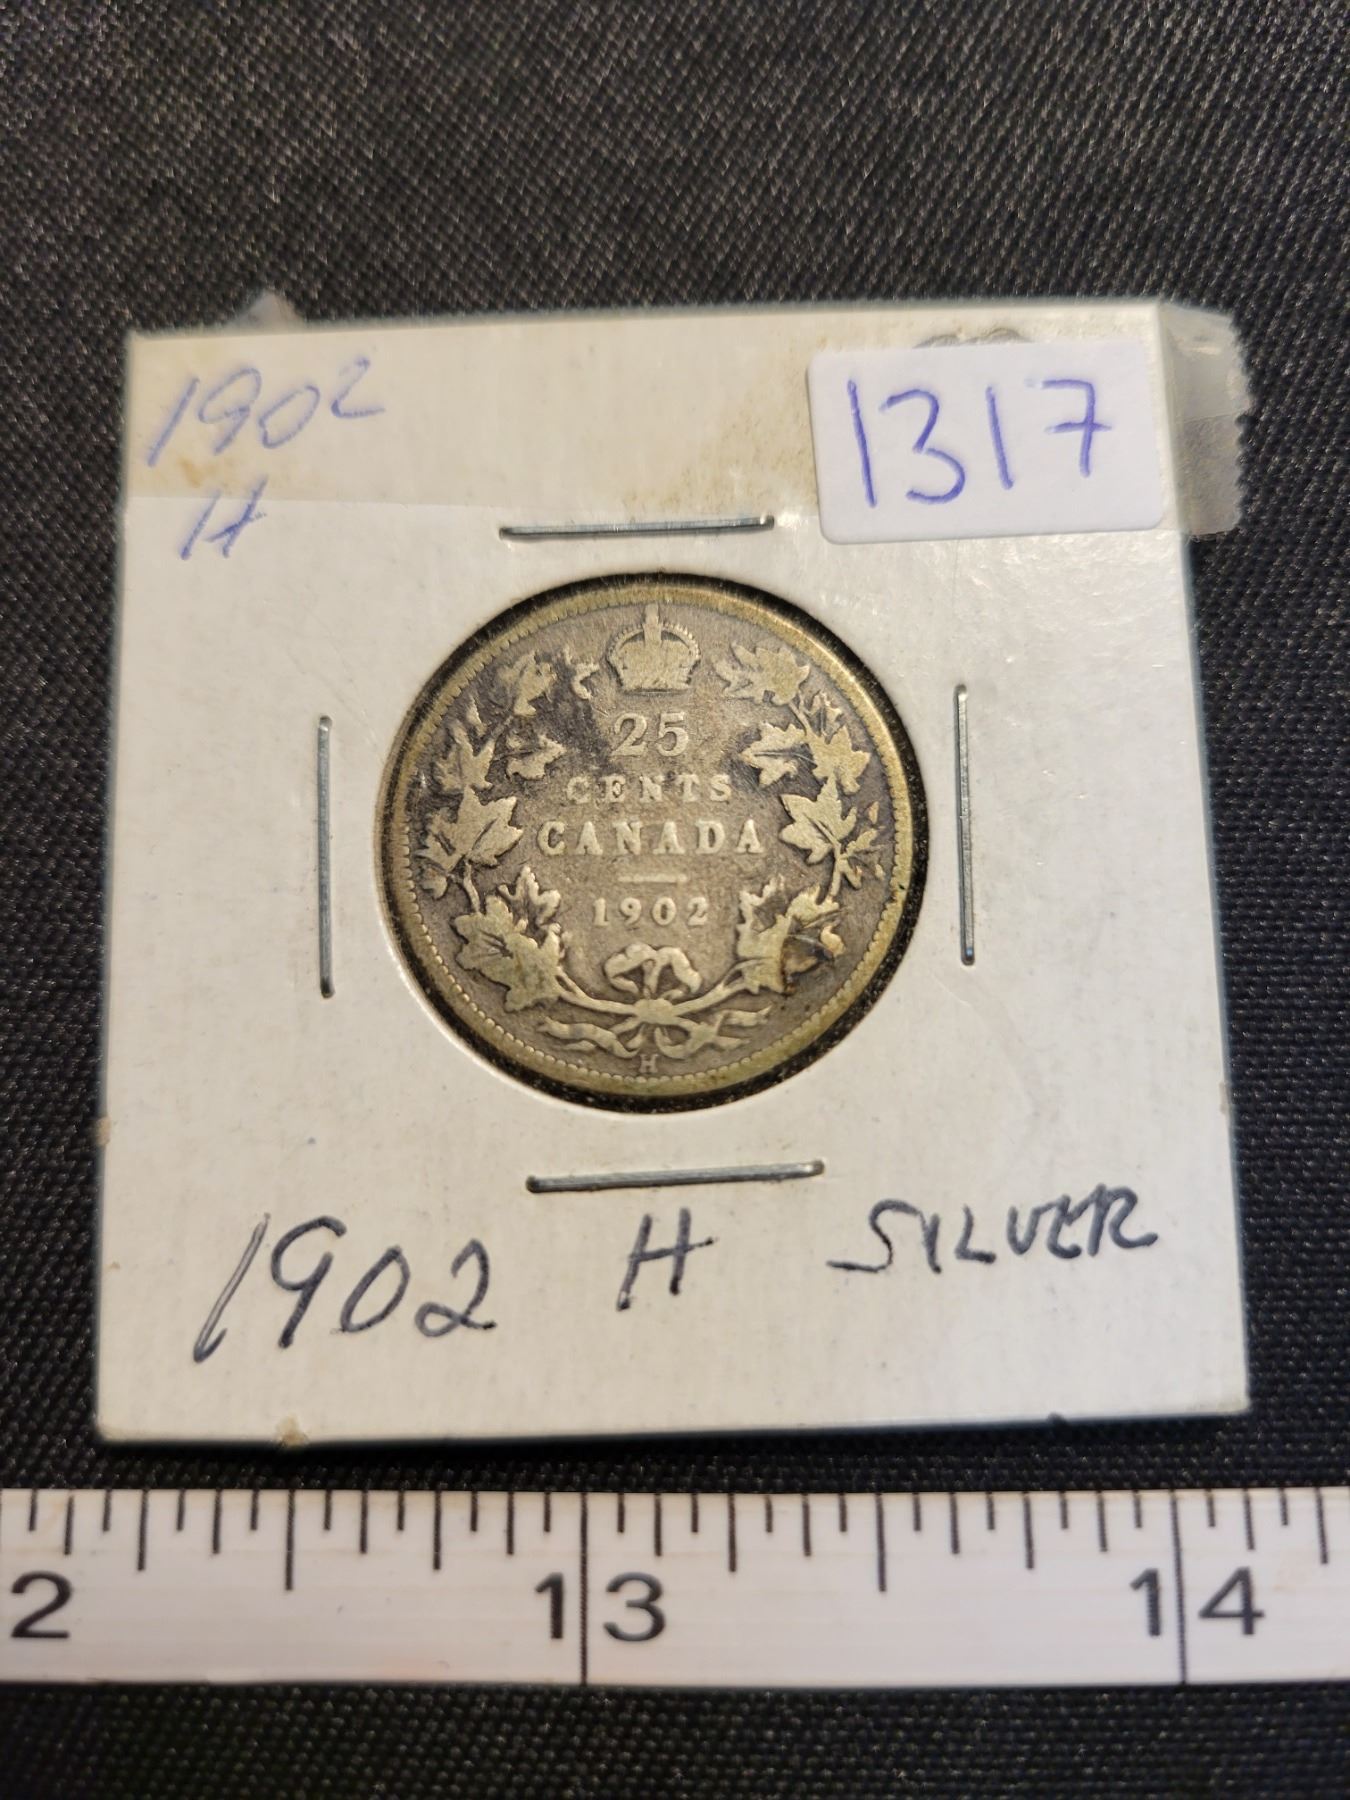 1902
H
1317
25
CENTS
CANADA
1902
H
1902 H SILVER
2 13 14